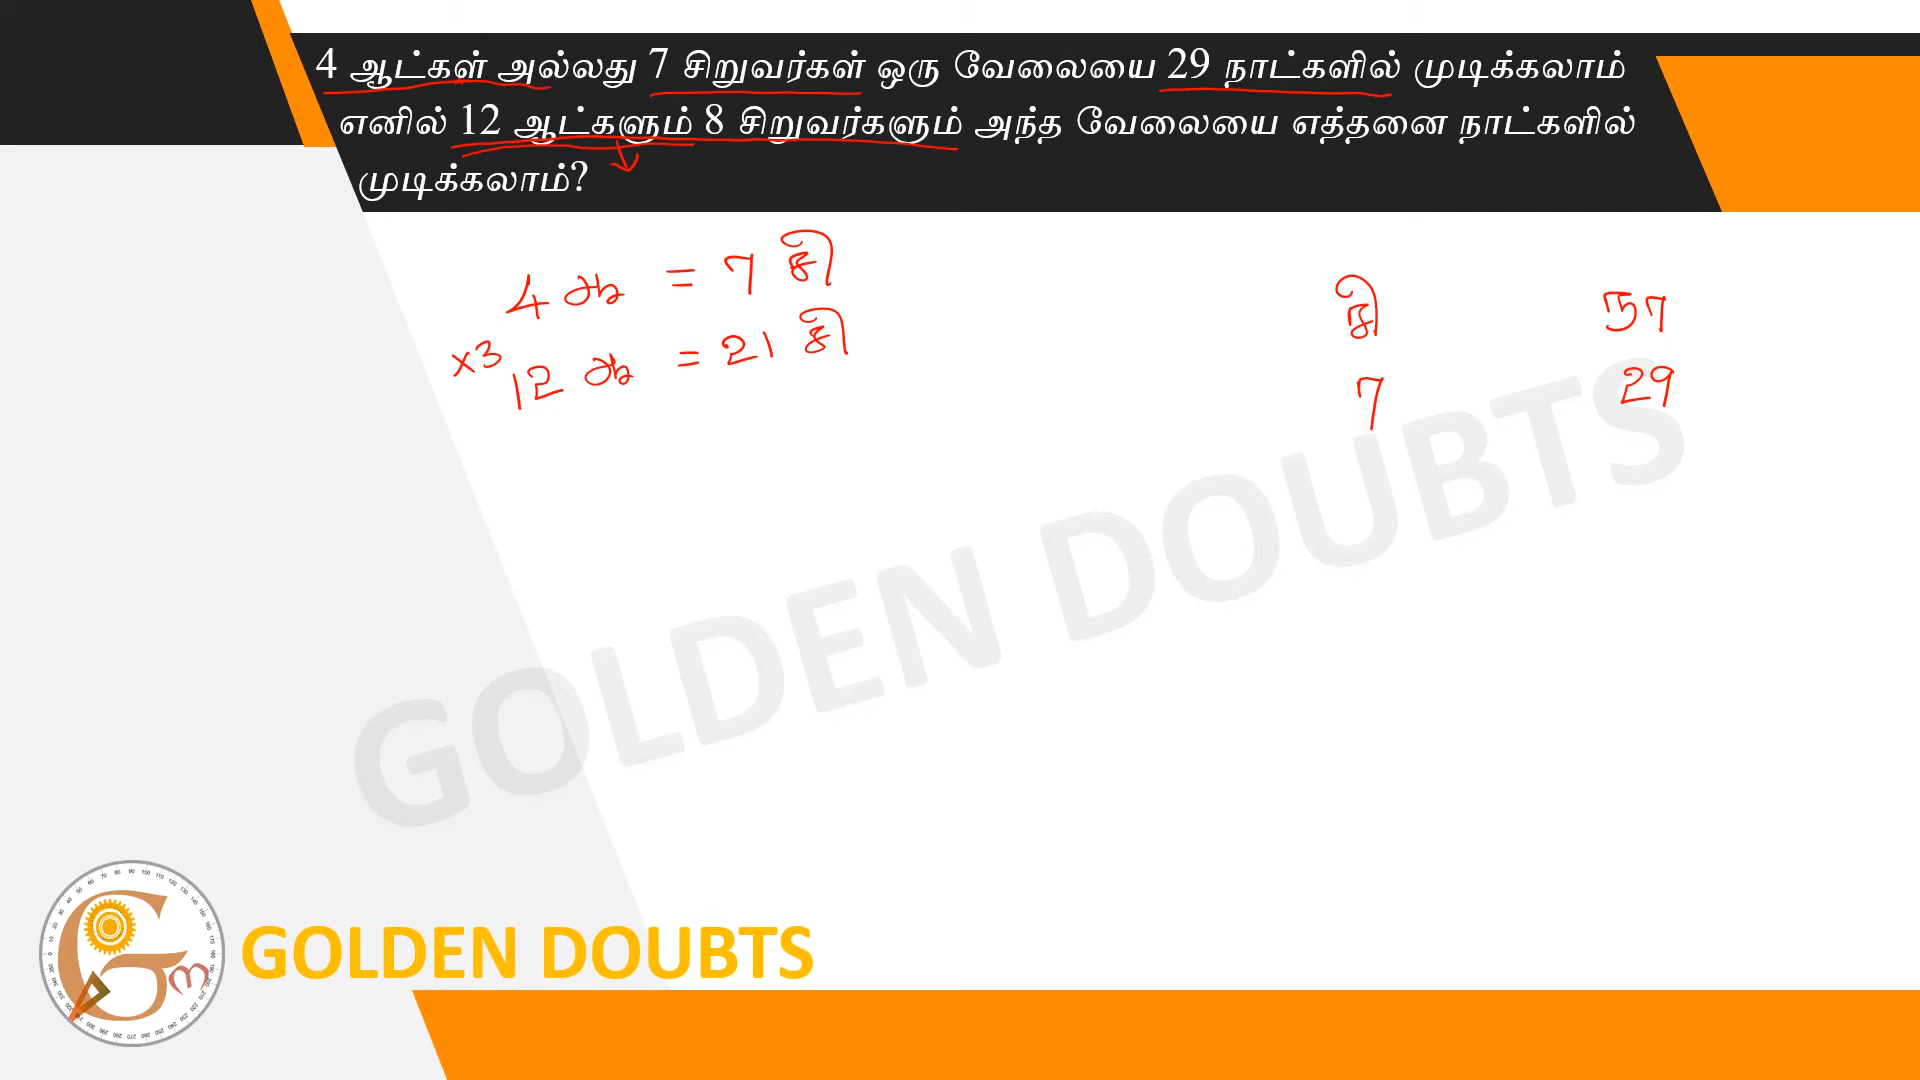 4 ஆட்கள் அல்லது 7 சிறுவர்கள் ஒரு வேலையை 29 நாட்களில் முடிக்கலாம்
எனில் 12 ஆட்களும் 8 சிறுவர்களும் அந்த வேலையை எத்தனை நாட்களில்
முடிக்கலாம்?
4 ஆ = 7 சி
x3 12 ஆ = 21 சி
சி நா
7 29
GOLDEN DOUBTS
GOLDEN DOUBTS